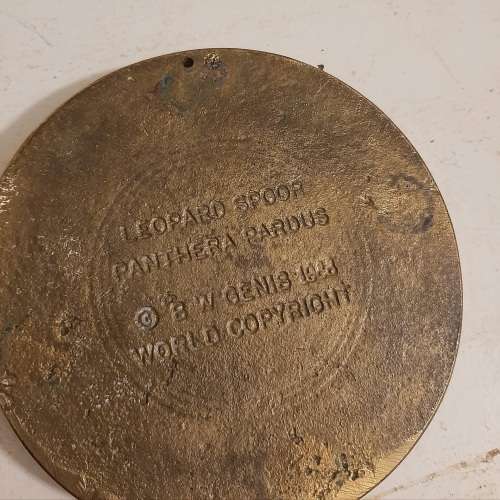 LEOPARD SPOOR
PANTHERA PARDUS
© B W GENIS
WORLD COPYRIGHT